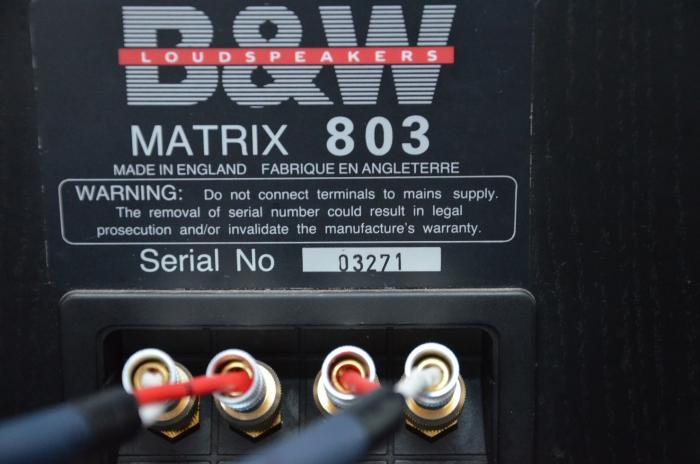 B&W
LOUDSPEAKERS
MATRIX 803
MADE IN ENGLAND FABRIQUE EN ANGLETERRE
WARNING: Do not connect terminals to mains supply.
The removal of serial number could result in legal
prosecution and/or invalidate the manufacture's warranty.
Serial No 03271